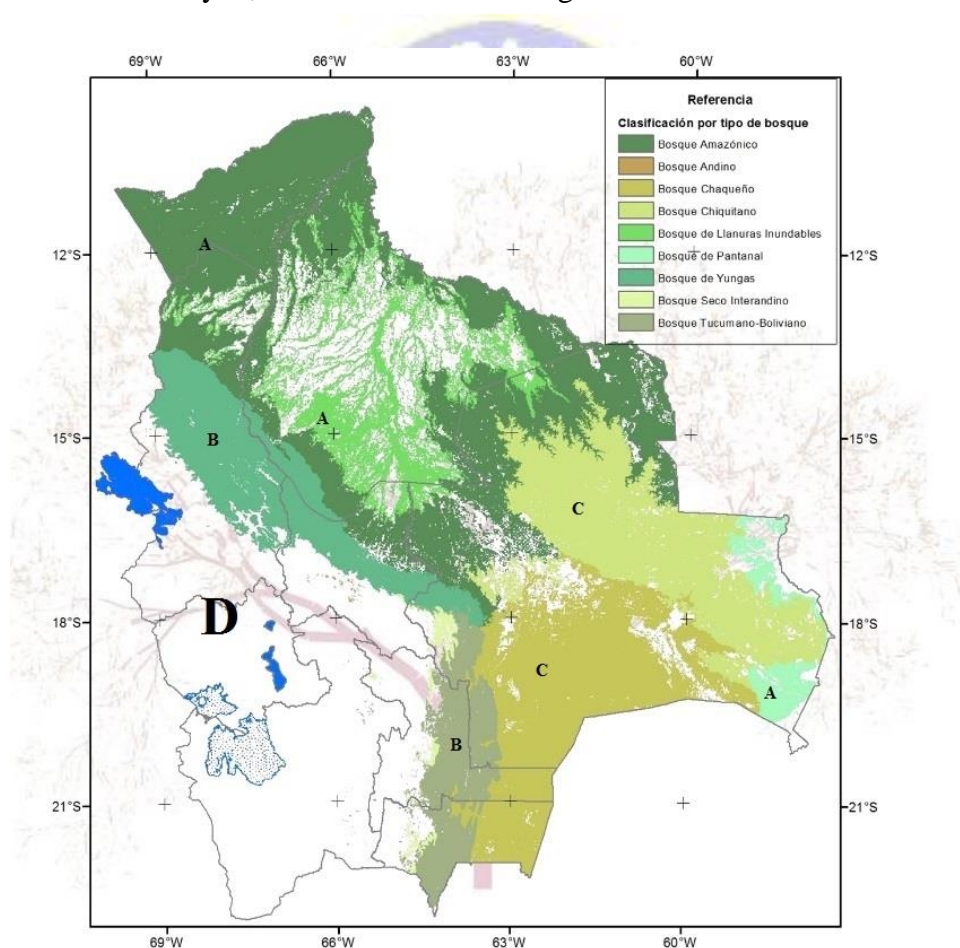 69°W 66°W 63°W 60°W
Referencia
Clasificación por tipo de bosque
Bosque Amazónico
Bosque Andino
Bosque Chaqueño
Bosque Chiquitano
Bosque de Llanuras Inundables
Bosque de Pantanal
Bosque de Yungas
Bosque Seco Interandino
Bosque Tucumano-Boliviano
A
12°S 12°S
A
B
15°S 15°S
C
D
18°S 18°S
C
A
B
21°S 21°S
69°W 66°W 63°W 60°W